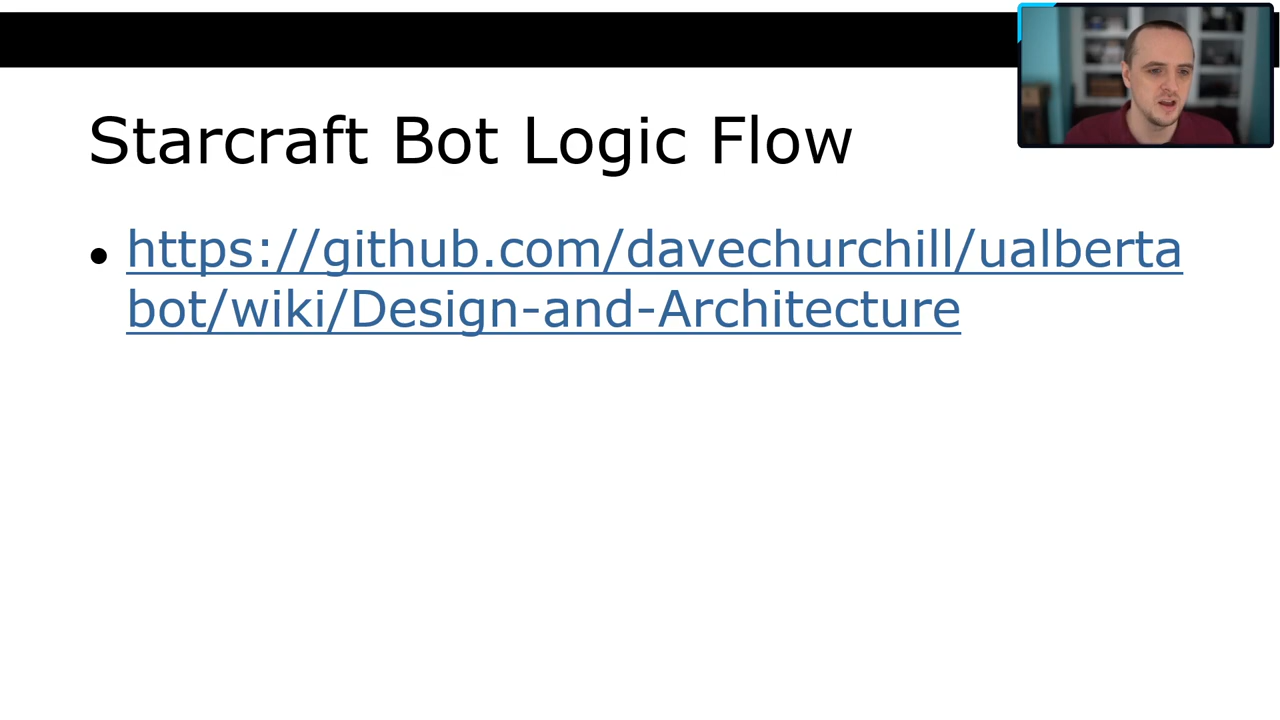 Starcraft Bot Logic Flow
• https://github.com/davechurchill/ualberta
bot/wiki/Design-and-Architecture